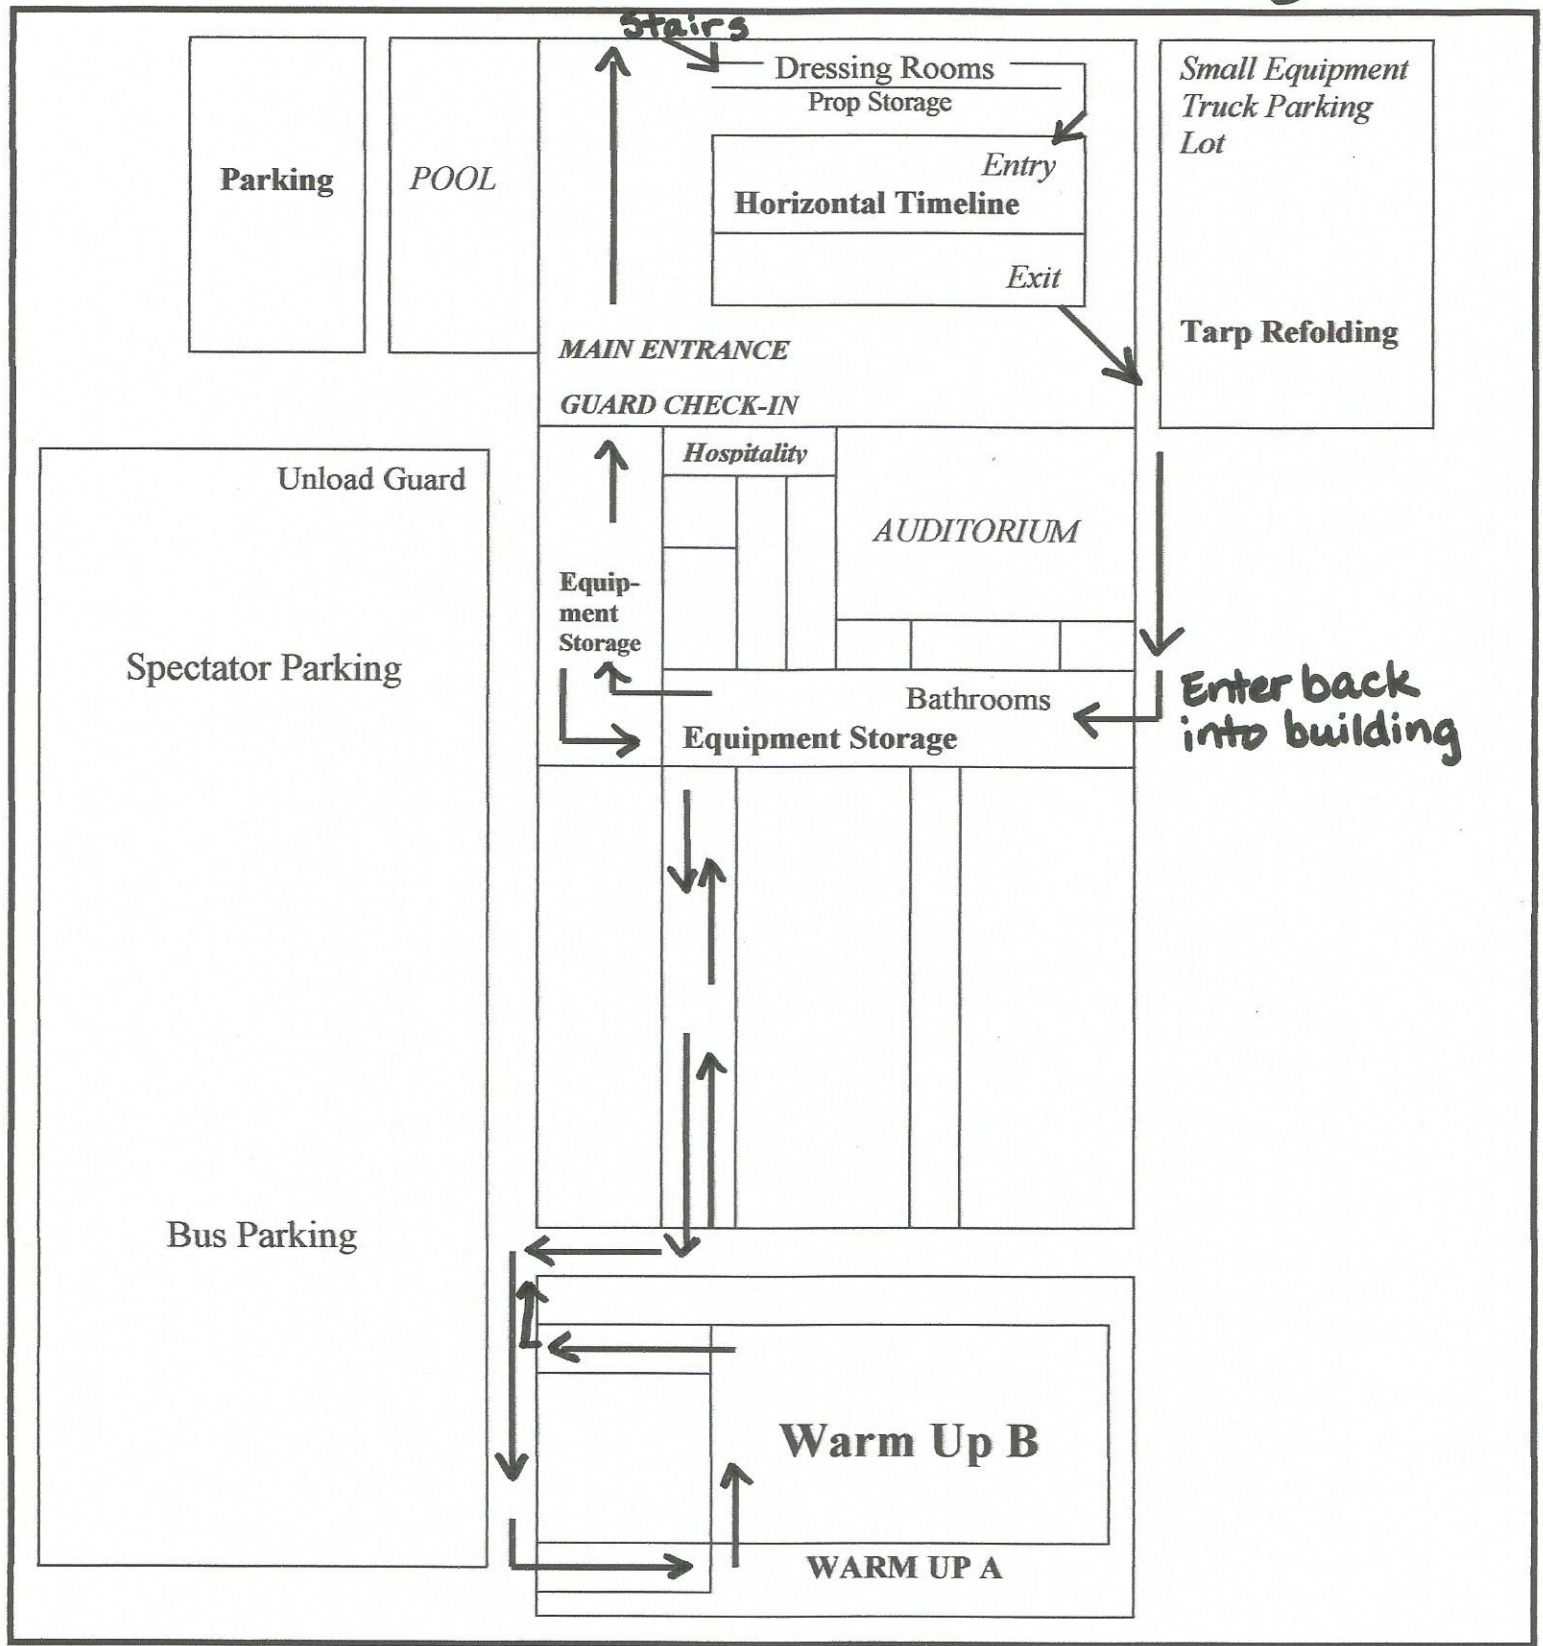 Stairs
Dressing Rooms
Prop Storage
Small Equipment
Truck Parking
Lot
Parking
POOL
Entry
Horizontal Timeline
Exit
Tarp Refolding
MAIN ENTRANCE
GUARD CHECK-IN
Hospitality
Unload Guard
AUDITORIUM
Equip-
ment
Storage
Spectator Parking
Bathrooms
Equipment Storage
Enter back
into building
Bus Parking
Warm Up B
WARM UP A